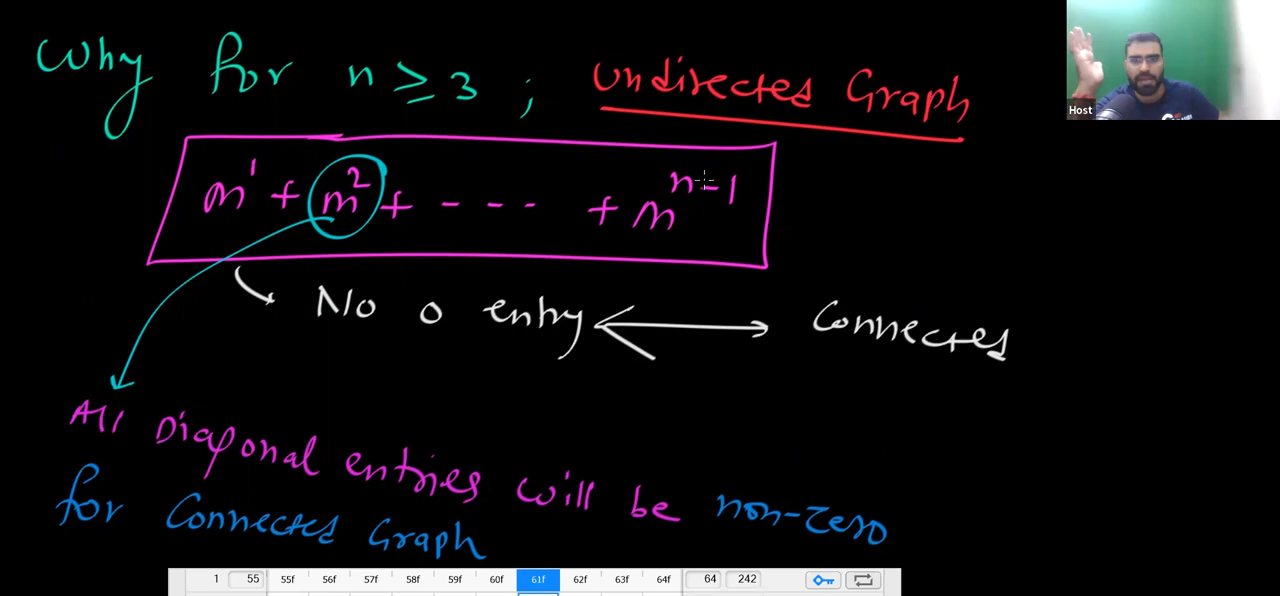 Why for n ≥ 3 ; Undirected Graph
Host
m¹ + m² + - - - - + m^(n-1)
No 0 entry ⟷ Connected
All Diagonal entries will be non-zero
for Connected Graph
1 55 55f 56f 57f 58f 59f 60f 61f 62f 63f 64f 64 242